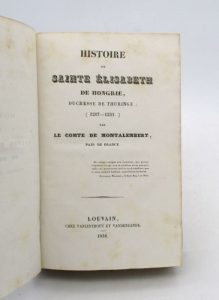 HISTOIRE
DE
SAINTE ÉLISABETH
DE HONGRIE,
DUCHESSE DE THURINGE.
(1207—1231.)
PAR
LE COMTE DE MONTALEMBERT,
PAIR DE FRANCE.
LOUVAIN,
CHEZ VANLINTHOUT ET VANDENZANDE.